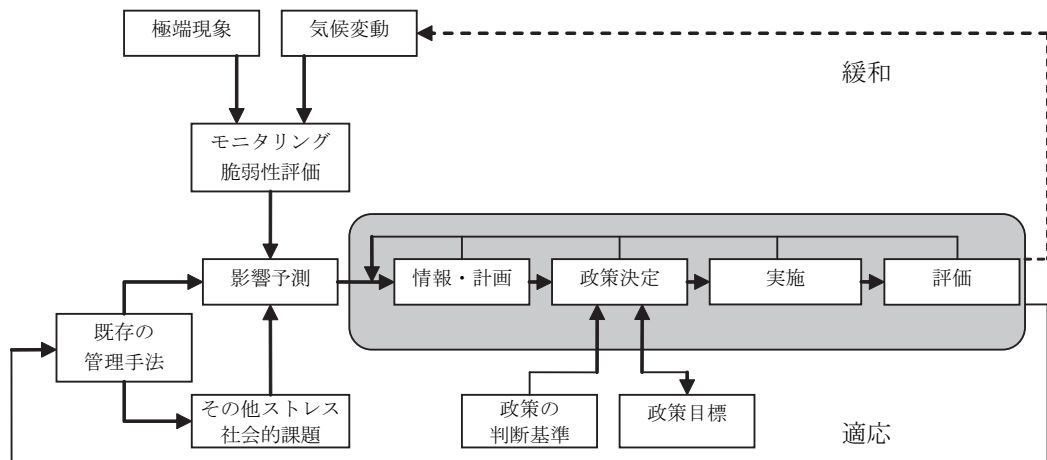 極端現象
気候変動
緩和
モニタリング
脆弱性評価
影響予測
情報・計画
政策決定
実施
評価
既存の
管理手法
その他ストレス
社会的課題
政策の
判断基準
政策目標
適応